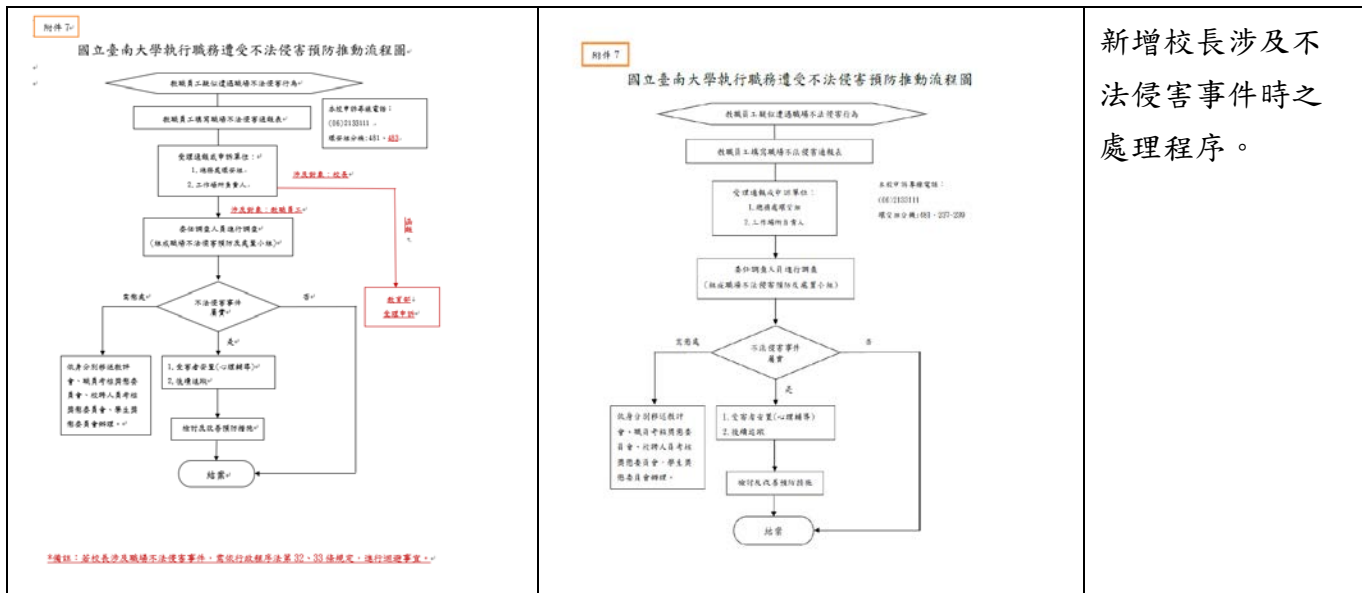 附件 7
國立臺南大學執行職務遭受不法侵害預防推動流程圖
教職員工疑似遭遇職場不法侵害行為
教職員工填寫職場不法侵害通報表
本校申訴專線電話：
(06)2133111
環安組分機:481、483
受理通報或申訴單位：
1.總務處環安組
2.工作場所負責人
涉及對象：校長
涉及對象：教職員工
委任調查人員進行調查
(組成職場不法侵害預防及處置小組)
函報
教育部
受理申訴
需懲處
不法侵害事件
屬實
否
是
依身分別移送教評
會、職員考核獎懲委
員會、校聘人員考核
獎懲委員會、學生獎
懲委員會辦理。
1.受害者安置(心理輔導)
2.後續追蹤
檢討及改善預防措施
結案
*備註：若校長涉及職場不法侵害事件，需依行政程序法第 32、33 條規定，進行迴避事宜。
附件 7
國立臺南大學執行職務遭受不法侵害預防推動流程圖
教職員工疑似遭遇職場不法侵害行為
教職員工填寫職場不法侵害通報表
受理通報或申訴單位：
1.總務處環安組
2.工作場所負責人
本校申訴專線電話：
(06)2133111
環安組分機:481、237-239
委任調查人員進行調查
(組成職場不法侵害預防及處置小組)
需懲處
不法侵害事件
屬實
否
是
依身分別移送教評
會、職員考核獎懲委
員會、校聘人員考核
獎懲委員會、學生獎
懲委員會辦理。
1.受害者安置(心理輔導)
2.後續追蹤
檢討及改善預防措施
結案
新增校長涉及不
法侵害事件時之
處理程序。